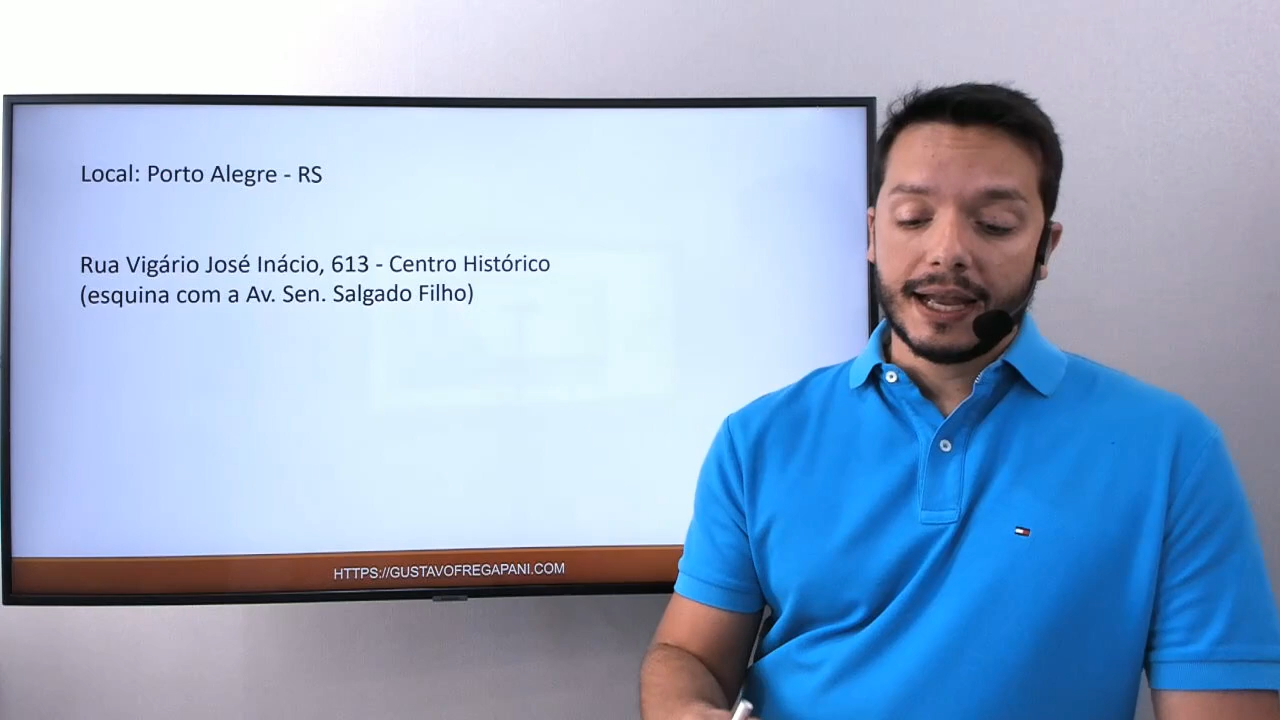 Local: Porto Alegre - RS
Rua Vigário José Inácio, 613 - Centro Histórico
(esquina com a Av. Sen. Salgado Filho)
HTTPS://GUSTAVOFREGAPANI.COM